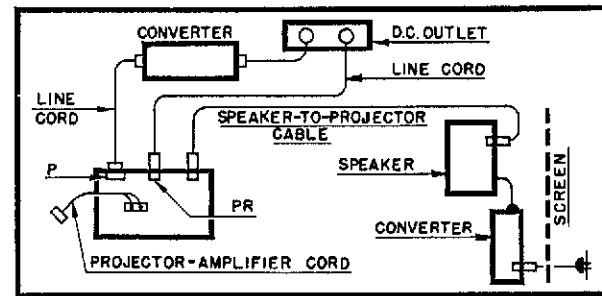 CONVERTER
D.C. OUTLET
LINE CORD
LINE
CORD
SPEAKER-TO-PROJECTOR
CABLE
P
SPEAKER
SCREEN
PR
CONVERTER
PROJECTOR-AMPLIFIER CORD